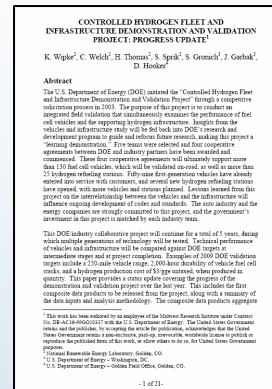 CONTROLLED HYDROGEN FLEET AND
INFRASTRUCTURE DEMONSTRATION AND VALIDATION
PROJECT: PROGRESS UPDATE¹
K. Wipke², C. Welch², H. Thomas², S. Sprik², S. Gronich³, J. Garbak³,
D. Hooker⁴
Abstract
The U.S. Department of Energy (DOE) initiated the “Controlled Hydrogen Fleet and
Infrastructure Demonstration and Validation Project” through a competitive
solicitation process in 2003. The purpose of this project is to conduct an
integrated field validation that simultaneously examines the performance of fuel
cell vehicles and the supporting hydrogen infrastructure. Insights from the
vehicles and infrastructure study will be fed back into DOE’s research and
development program to guide and refocus future research, making this project a
“learning demonstration.” Five teams were selected and four cooperative
agreements between DOE and industry partners have been awarded and
commenced. These four cooperative agreements will ultimately support more
than 130 fuel cell vehicles, which will be validated on-road, as well as more than
25 hydrogen refueling stations. Fifty-nine first-generation vehicles have already
entered into service with customers, and several new hydrogen refueling stations
have opened, with more vehicles and stations planned. Lessons learned from this
project on the interrelationship between the vehicles and the infrastructure will
influence ongoing development of codes and standards. The auto industry and the
energy companies are strongly committed to this project, and the government’s
investment in this project is matched by each industry team.
This DOE/industry collaborative project will continue for a total of 5 years, during
which multiple generations of technology will be tested. Technical performance
of vehicles and infrastructure will be compared against DOE targets at
intermediate stages and at project completion. Examples of 2009 DOE validation
targets include a 250-mile vehicle range, 2,000-hour durability of vehicle fuel cell
stacks, and a hydrogen production cost of $3/gge untaxed, when produced in
quantity. This paper provides a status update covering the progress of the
demonstration and validation project over the last year. This includes the first
composite data products to be released from the project, along with a summary of
the data inputs and analysis methodology. The composite data products aggregate
¹ This work has been authored by an employee of the Midwest Research Institute under Contract
No. DE-AC36-99GO10337 with the U.S. Department of Energy. The United States Government
retains and the publisher, by accepting the article for publication, acknowledges that the United
States Government retains a non-exclusive, paid-up, irrevocable, worldwide license to publish or
reproduce the published form of this work, or allow others to do so, for United States Government
purposes.
² National Renewable Energy Laboratory, Golden, CO.
³ U.S. Department of Energy – Washington, DC.
⁴ U.S. Department of Energy – Golden Field Office, Golden, CO.
- 1 of 21-